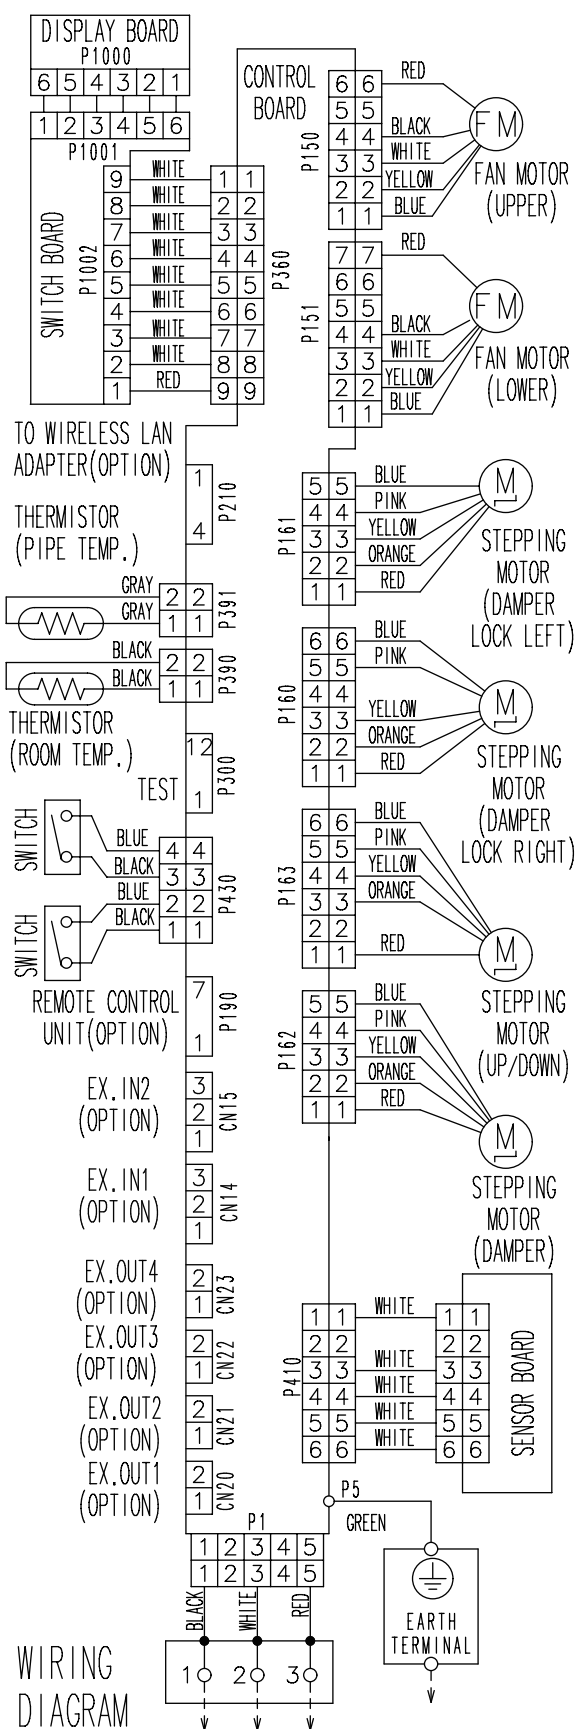 DISPLAY BOARD
P1000
6 5 4 3 2 1
1 2 3 4 5 6
P1001
SWITCH BOARD
P1002
9 WHITE 1 1
8 WHITE 2 2
7 WHITE 3 3
6 WHITE 4 4
5 WHITE 5 5
4 WHITE 6 6
3 WHITE 7 7
2 WHITE 8 8
1 RED 9 9
P360
CONTROL
BOARD
P150
6 6 RED
5 5
4 4 BLACK
3 3 WHITE
2 2 YELLOW
1 1 BLUE
FM
FAN MOTOR
(UPPER)
P151
7 7 RED
6 6
5 5
4 4 BLACK
3 3 WHITE
2 2 YELLOW
1 1 BLUE
FM
FAN MOTOR
(LOWER)
TO WIRELESS LAN
ADAPTER(OPTION)
1
4
P210
THERMISTOR
(PIPE TEMP.)
GRAY 2 2
GRAY 1 1
P391
BLACK 2 2
BLACK 1 1
P390
THERMISTOR
(ROOM TEMP.)
TEST
12
1
P300
SWITCH
BLUE 4 4
BLACK 3 3
SWITCH
BLUE 2 2
BLACK 1 1
P430
REMOTE CONTROL
UNIT(OPTION)
7
1
P190
EX.IN2
(OPTION)
3
2
1
CN15
EX.IN1
(OPTION)
3
2
1
CN14
EX.OUT4
(OPTION)
2
1
CN23
EX.OUT3
(OPTION)
2
1
CN22
EX.OUT2
(OPTION)
2
1
CN21
EX.OUT1
(OPTION)
2
1
CN20
P161
5 5 BLUE
4 4 PINK
3 3 YELLOW
2 2 ORANGE
1 1 RED
M
STEPPING
MOTOR
(DAMPER
LOCK LEFT)
P160
6 6 BLUE
5 5 PINK
4 4
3 3 YELLOW
2 2 ORANGE
1 1 RED
M
STEPPING
MOTOR
(DAMPER
LOCK RIGHT)
P163
6 6 BLUE
5 5 PINK
4 4 YELLOW
3 3 ORANGE
2 2
1 1 RED
M
STEPPING
MOTOR
(UP/DOWN)
P162
5 5 BLUE
4 4 PINK
3 3 YELLOW
2 2 ORANGE
1 1 RED
M
STEPPING
MOTOR
(DAMPER)
P410
1 1 WHITE 1 1
2 2 2 2
3 3 WHITE 3 3
4 4 WHITE 4 4
5 5 WHITE 5 5
6 6 WHITE 6 6
SENSOR BOARD
P5
GREEN
EARTH
TERMINAL
P1
1 2 3 4 5
1 2 3 4 5
BLACK WHITE RED
1 2 3
WIRING
DIAGRAM